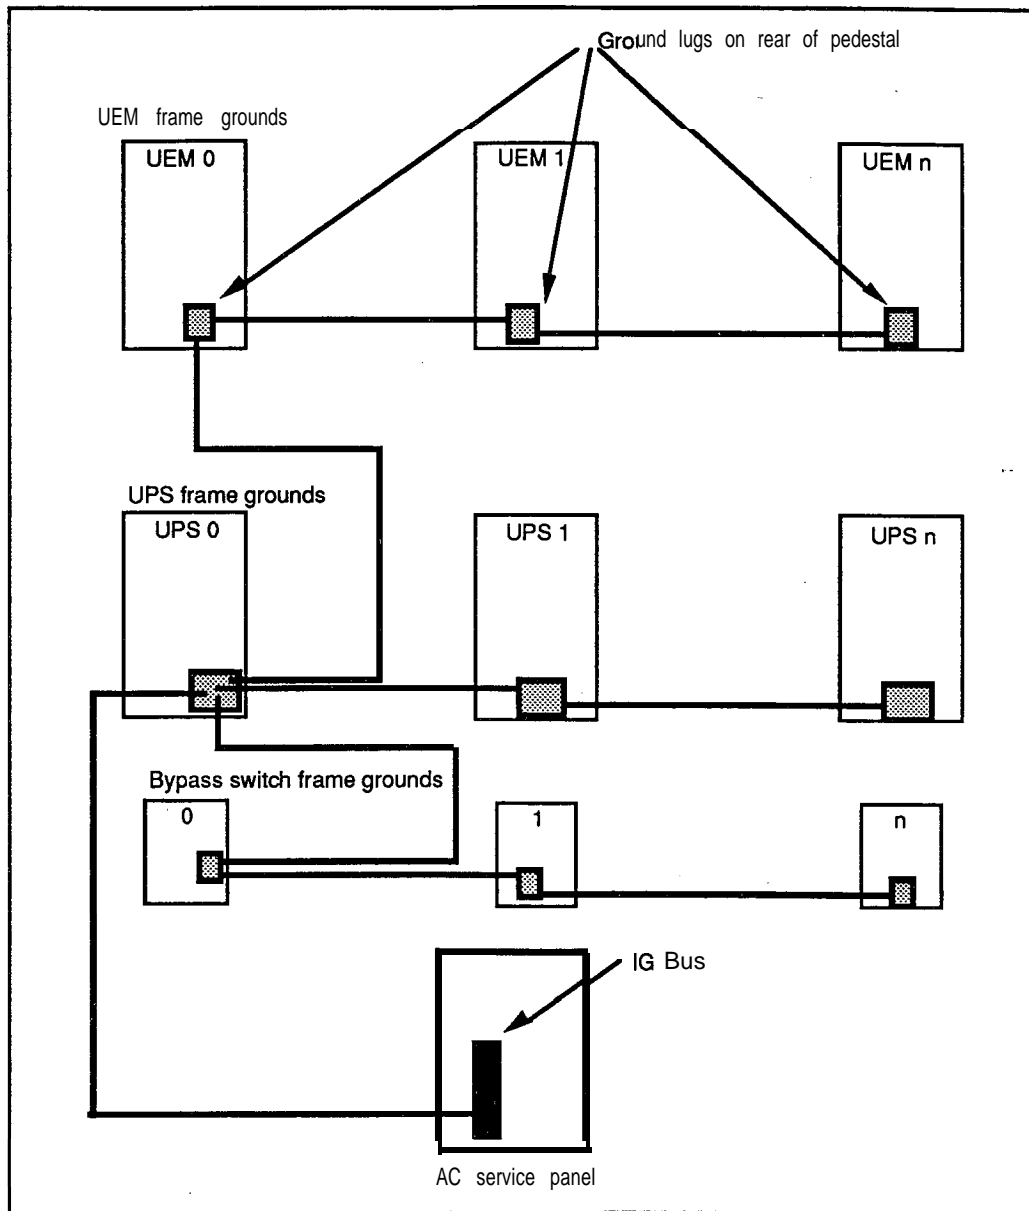 Ground lugs on rear of pedestal
UEM frame grounds
UEM 0
UEM 1
UEM n
UPS frame grounds
UPS 0
UPS 1
UPS n
Bypass switch frame grounds
0
1
n
IG Bus
AC service panel